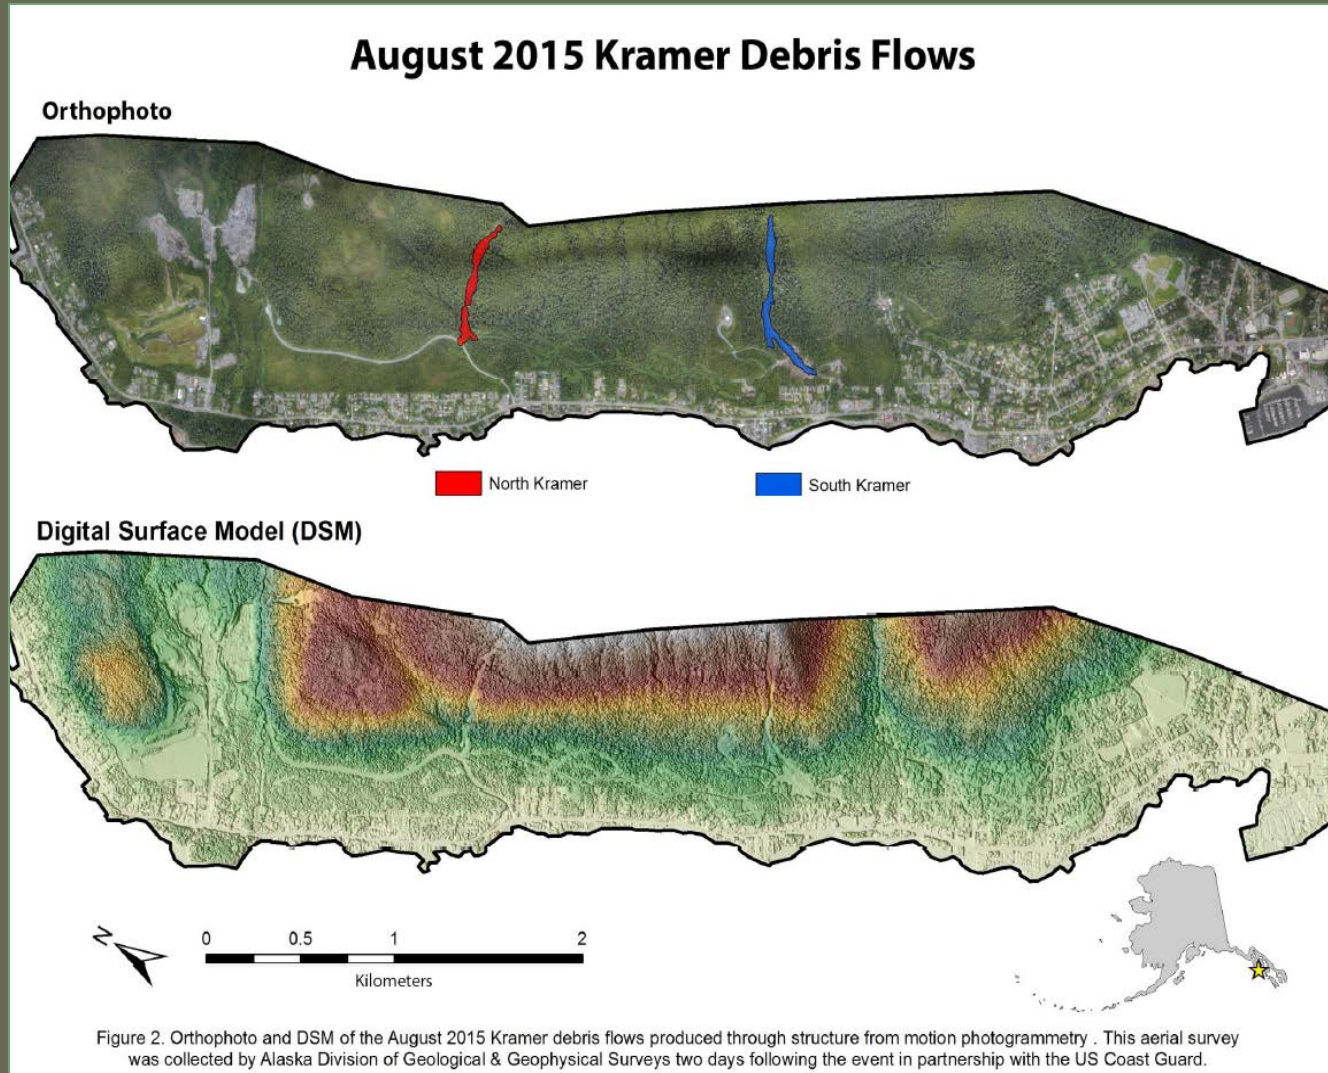 August 2015 Kramer Debris Flows
Orthophoto
North Kramer
South Kramer
Digital Surface Model (DSM)
N
0 0.5 1 2
Kilometers
Figure 2. Orthophoto and DSM of the August 2015 Kramer debris flows produced through structure from motion photogrammetry . This aerial survey
was collected by Alaska Division of Geological & Geophysical Surveys two days following the event in partnership with the US Coast Guard.